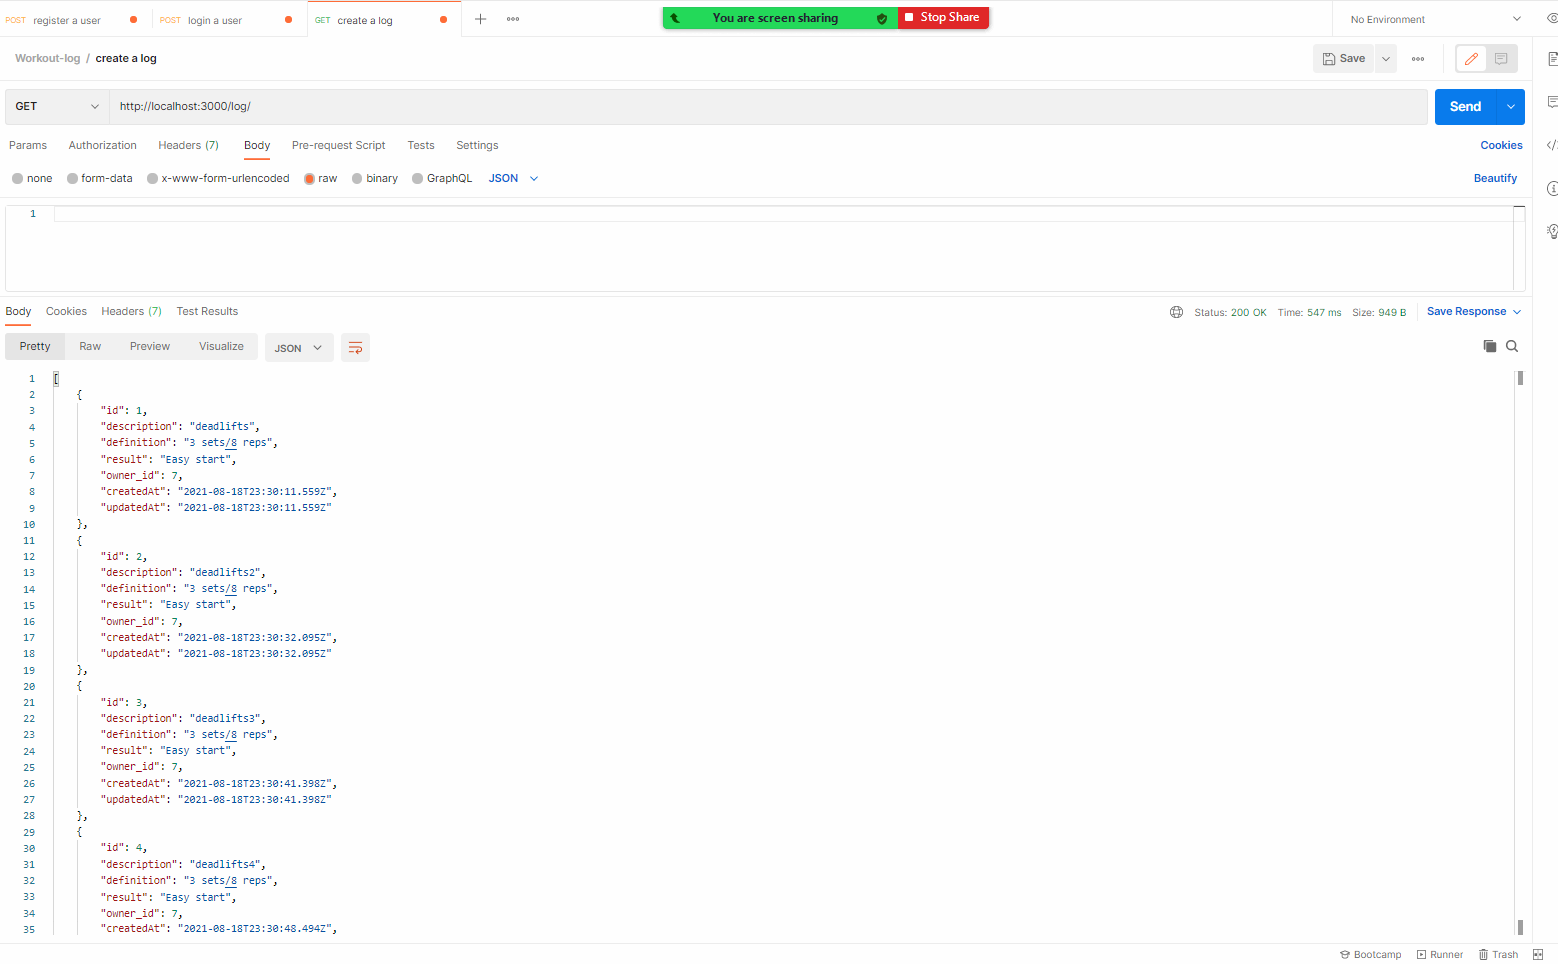 POST register a user POST login a user GET create a log You are screen sharing Stop Share No Environment
Workout-log / create a log Save
GET http://localhost:3000/log/ Send
Params Authorization Headers (7) Body Pre-request Script Tests Settings Cookies
none form-data x-www-form-urlencoded raw binary GraphQL JSON Beautify
1
Body Cookies Headers (7) Test Results Status: 200 OK Time: 547 ms Size: 949 B Save Response
Pretty Raw Preview Visualize JSON
1 [
2 {
3 "id": 1,
4 "description": "deadlifts",
5 "definition": "3 sets/8 reps",
6 "result": "Easy start",
7 "owner_id": 7,
8 "createdAt": "2021-08-18T23:30:11.559Z",
9 "updatedAt": "2021-08-18T23:30:11.559Z"
10 },
11 {
12 "id": 2,
13 "description": "deadlifts2",
14 "definition": "3 sets/8 reps",
15 "result": "Easy start",
16 "owner_id": 7,
17 "createdAt": "2021-08-18T23:30:32.095Z",
18 "updatedAt": "2021-08-18T23:30:32.095Z"
19 },
20 {
21 "id": 3,
22 "description": "deadlifts3",
23 "definition": "3 sets/8 reps",
24 "result": "Easy start",
25 "owner_id": 7,
26 "createdAt": "2021-08-18T23:30:41.398Z",
27 "updatedAt": "2021-08-18T23:30:41.398Z"
28 },
29 {
30 "id": 4,
31 "description": "deadlifts4",
32 "definition": "3 sets/8 reps",
33 "result": "Easy start",
34 "owner_id": 7,
35 "createdAt": "2021-08-18T23:30:48.494Z",
Bootcamp Runner Trash